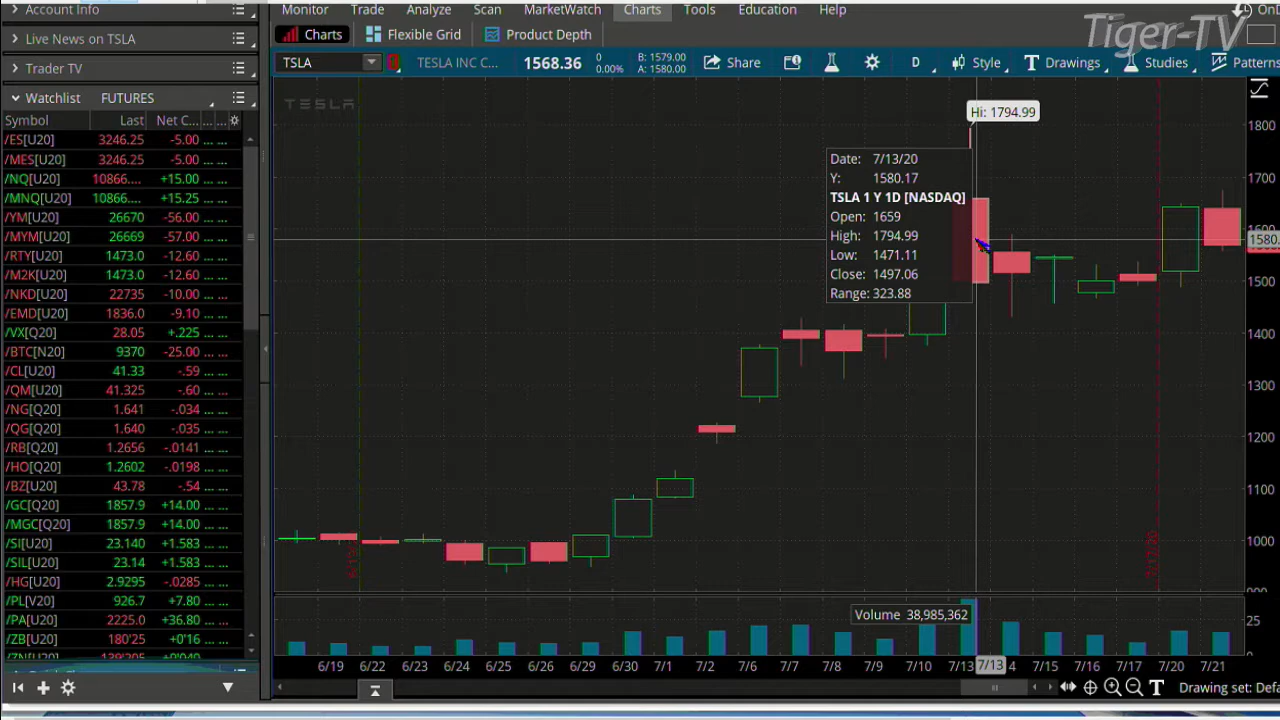 Account Info
Live News on TSLA
Trader TV
Watchlist FUTURES
Symbol Last Net C... ... ...
/ES[U20] 3246.25 -5.00 ... ...
/MES[U20] 3246.25 -5.00 ... ...
/NQ[U20] 10866.... +15.00 ... ...
/MNQ[U20] 10866.... +15.25 ... ...
/YM[U20] 26670 -56.00 ... ...
/MYM[U20] 26669 -57.00 ... ...
/RTY[U20] 1473.0 -12.60 ... ...
/M2K[U20] 1473.0 -12.60 ... ...
/NKD[U20] 22735 -10.00 ... ...
/EMD[U20] 1836.0 -9.10 ... ...
/VX[Q20] 28.05 +.225 ... ...
/BTC[N20] 9370 -25.00 ... ...
/CL[U20] 41.33 -.59 ... ...
/QM[U20] 41.325 -.60 ... ...
/NG[Q20] 1.641 -.034 ... ...
/QG[Q20] 1.640 -.035 ... ...
/RB[Q20] 1.2656 -.0141 ... ...
/HO[Q20] 1.2602 -.0198 ... ...
/BZ[U20] 43.78 -.54 ... ...
/GC[Q20] 1857.9 +14.00 ... ...
/MGC[Q20] 1857.9 +14.00 ... ...
/SI[U20] 23.140 +1.583 ... ...
/SIL[U20] 23.14 +1.583 ... ...
/HG[U20] 2.9295 -.0285 ... ...
/PL[V20] 926.7 +7.80 ... ...
/PA[U20] 2225.0 +36.80 ... ...
/ZB[U20] 180'25 +0'16 ... ...
Monitor Trade Analyze Scan MarketWatch Charts Tools Education Help
Tiger-TV
Charts Flexible Grid Product Depth
TSLA TESLA INC C... 1568.36 0 0.00% B: 1579.00 A: 1580.00 Share D Style Drawings Studies Patterns
TESLA
Hi: 1794.99
Date: 7/13/20
Y: 1580.17
TSLA 1 Y 1D [NASDAQ]
Open: 1659
High: 1794.99
Low: 1471.11
Close: 1497.06
Range: 323.88
1800
1700
1600
1580.
1500
1400
1300
1200
1100
1000
Volume 38,985,362
25
0
6/19 6/22 6/23 6/24 6/25 6/26 6/29 6/30 7/1 7/2 7/6 7/7 7/8 7/9 7/10 7/13 7/13 4 7/15 7/16 7/17 7/20 7/21
Drawing set: Defa